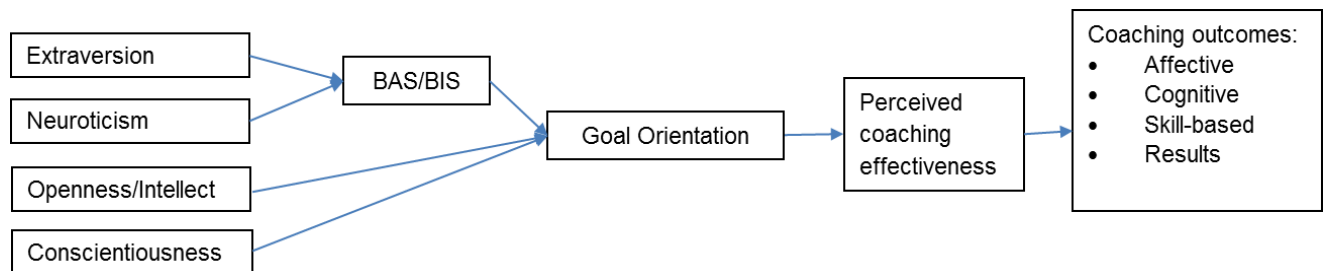 Extraversion
Neuroticism
Openness/Intellect
Conscientiousness
BAS/BIS
Goal Orientation
Perceived
coaching
effectiveness
Coaching outcomes:
• Affective
• Cognitive
• Skill-based
• Results